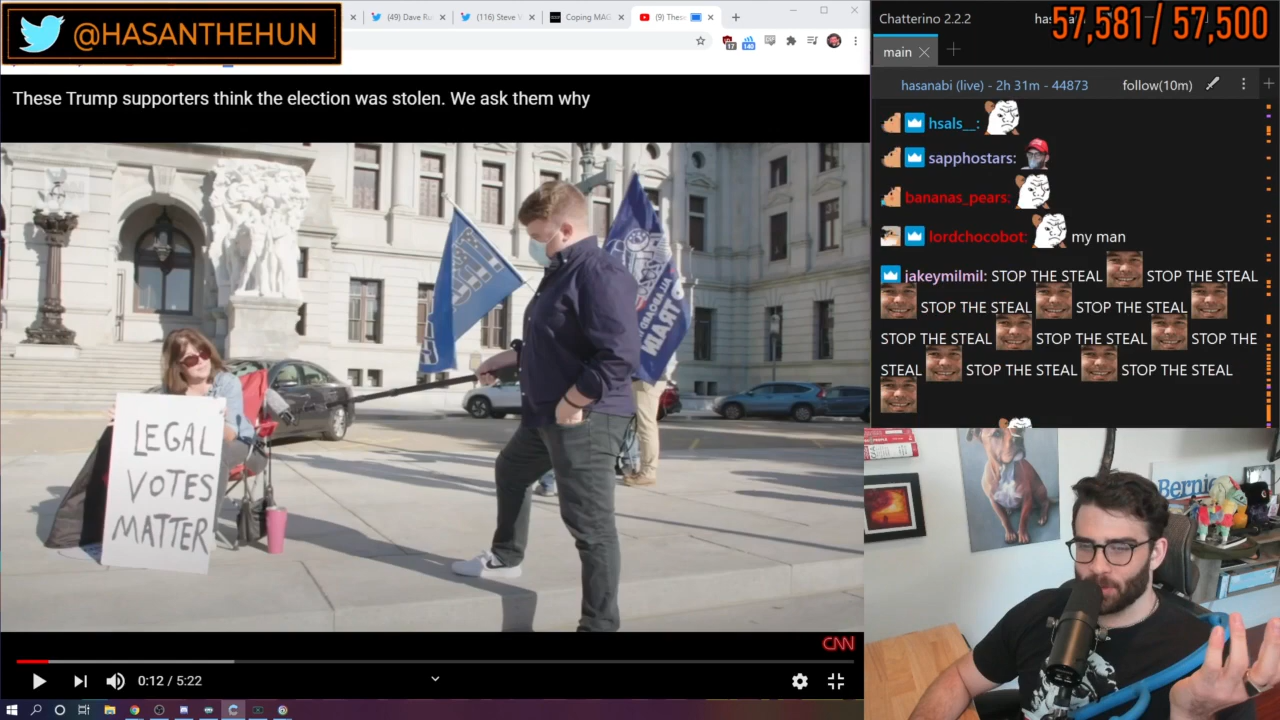 @HASANTHEHUN
(49) Dave Ru
(116) Steve V
Coping MAG
(9) These
17
140
These Trump supporters think the election was stolen. We ask them why
LEGAL
VOTES
MATTER
CNN
0:12 / 5:22
Chatterino 2.2.2
57,581 / 57,500
main
hasanabi (live) - 2h 31m - 44873
follow(10m)
hsals__:
sapphostars:
bananas_pears:
lordchocobot: my man
jakeymilmil: STOP THE STEAL STOP THE STEAL
STOP THE STEAL STOP THE STEAL
STOP THE STEAL STOP THE STEAL STOP THE
STEAL STOP THE STEAL STOP THE STEAL
Bernie